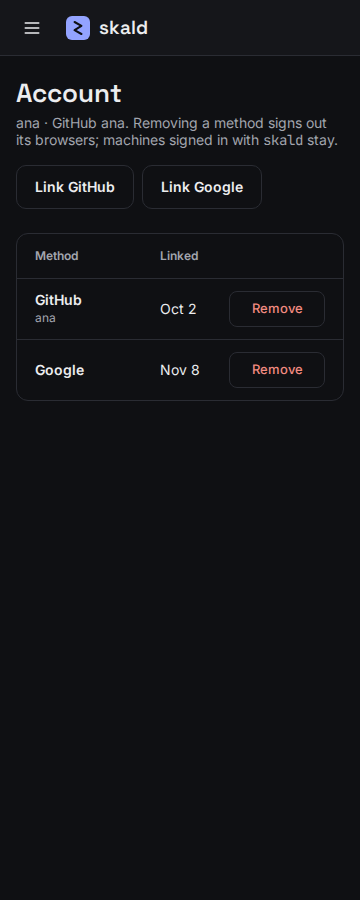 skald
Account
ana · GitHub ana. Removing a method signs out
its browsers; machines signed in with skald stay.
Link GitHub
Link Google
Method Linked
GitHub
ana
Oct 2
Remove
Google Nov 8 Remove